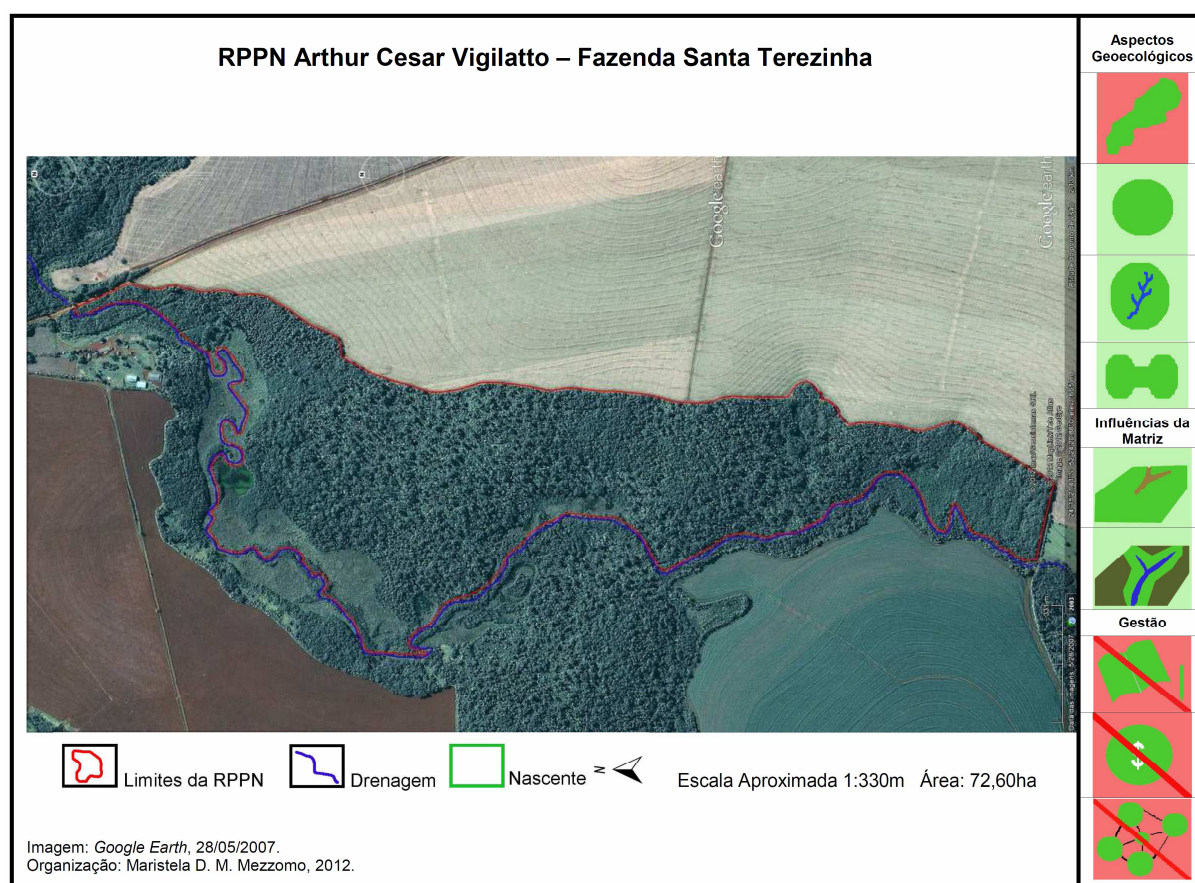 RPPN Arthur Cesar Vigilatto – Fazenda Santa Terezinha
Google earth
Google earth
Limites da RPPN
Drenagem
Nascente
N
Escala Aproximada 1:330m
Área: 72,60ha
Imagem: Google Earth, 28/05/2007.
Organização: Maristela D. M. Mezzomo, 2012.
Aspectos
Geoecológicos
Influências da
Matriz
Gestão
$